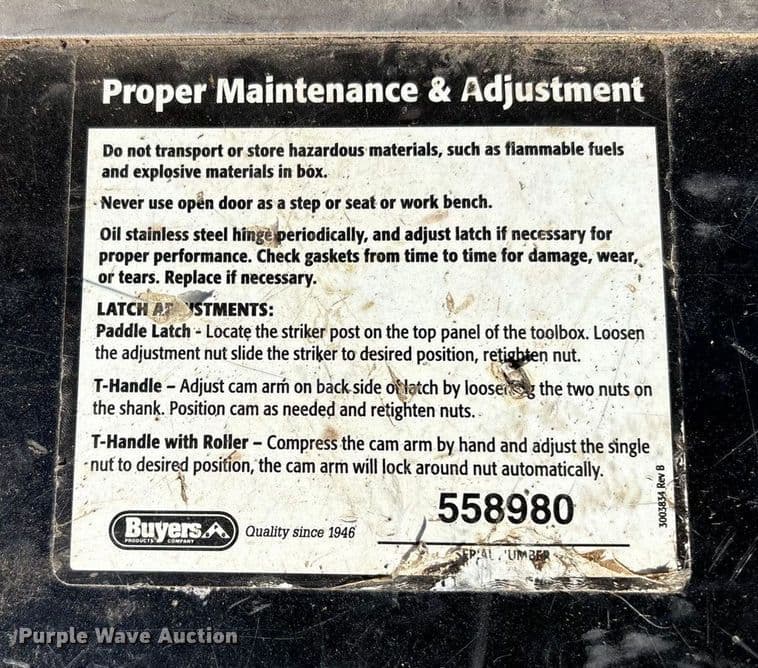 Proper Maintenance & Adjustment
Do not transport or store hazardous materials, such as flammable fuels
and explosive materials in box.
Never use open door as a step or seat or work bench.
Oil stainless steel hinge periodically, and adjust latch if necessary for
proper performance. Check gaskets from time to time for damage, wear,
or tears. Replace if necessary.
LATCH
Paddle Latch - Locate the striker post on the top panel of the toolbox. Loosen
the adjustment nut slide the striker to desired position, retighten nut.
T-Handle – Adjust cam arm on back side of latch by loosening the two nuts on
the shank. Position cam as needed and retighten nuts.
T-Handle with Roller – Compress the cam arm by hand and adjust the single
nut to desired position, the cam arm will lock around nut automatically.
558980
Buyers
PRODUCTS COMPANY
Quality since 1946
3003834 Rev B
Purple Wave Auction